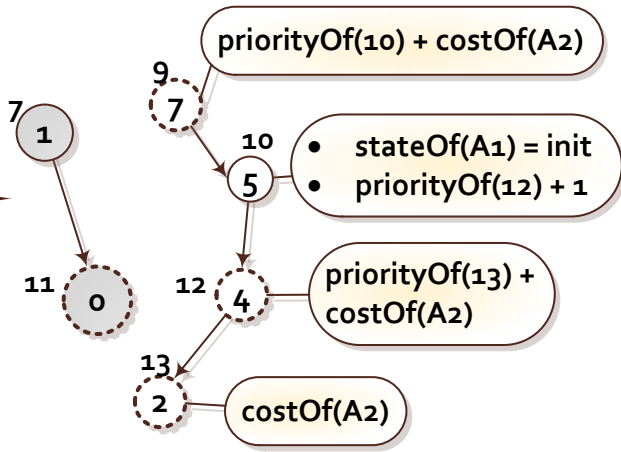 priorityOf(10) + costOf(A2)
9
7
7
1
10
5
• stateOf(A1) = init
• priorityOf(12) + 1
11
0
12
4
priorityOf(13) +
costOf(A2)
13
2
costOf(A2)